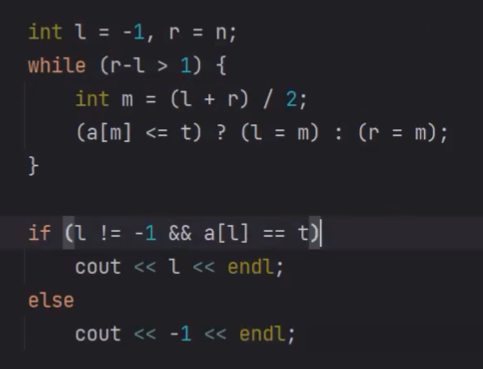 int l = -1, r = n;
while (r-l > 1) {
int m = (l + r) / 2;
(a[m] <= t) ? (l = m) : (r = m);
}
if (l != -1 && a[l] == t)
cout << l << endl;
else
cout << -1 << endl;